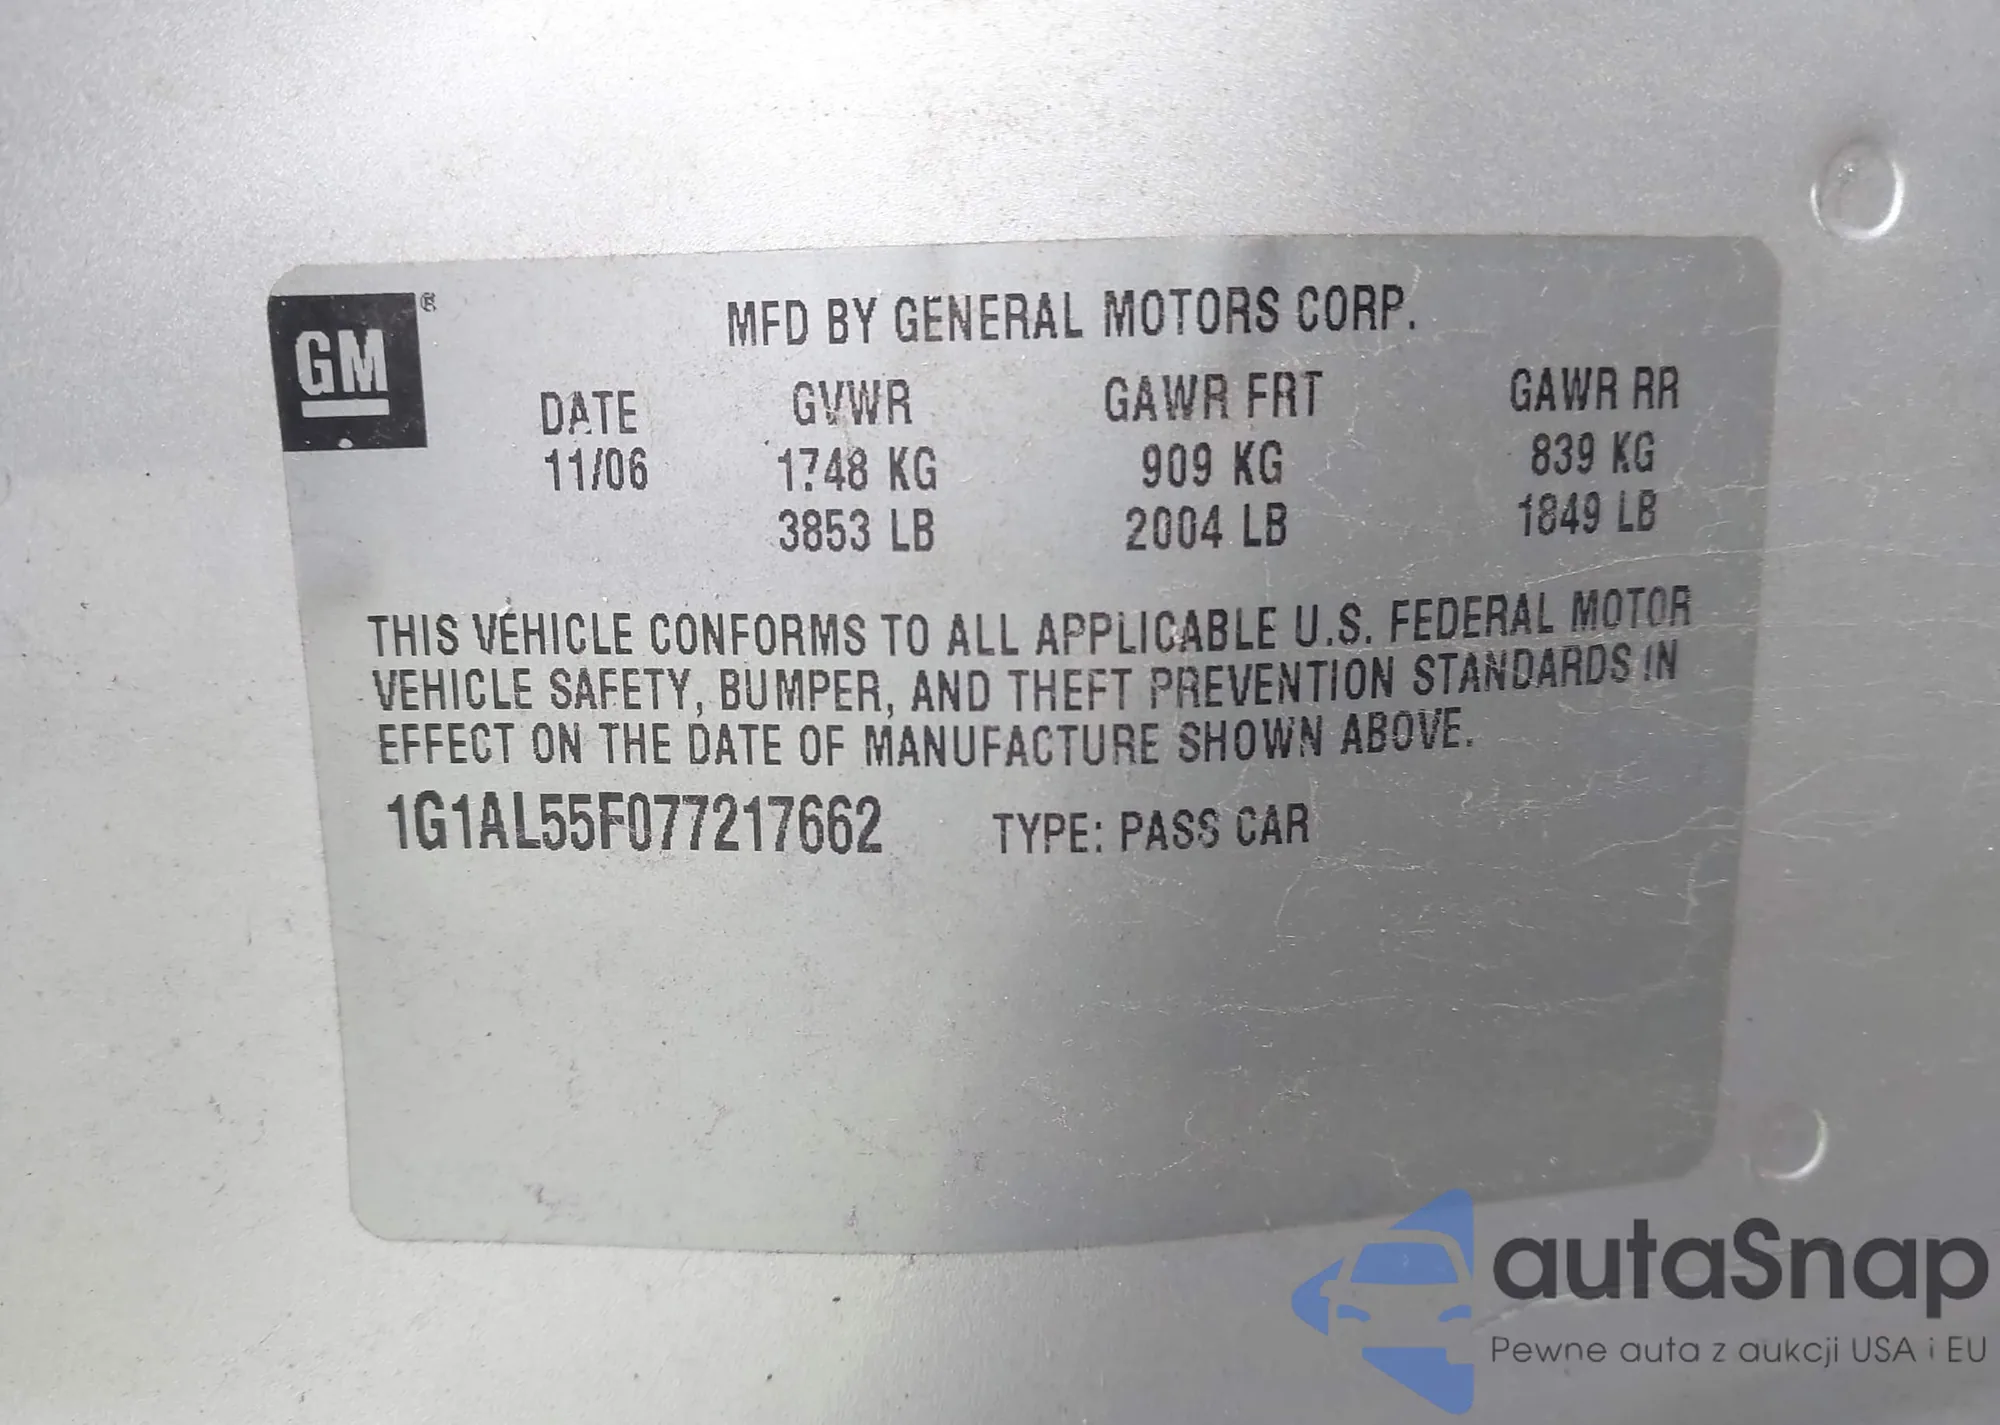 GM ®
MFD BY GENERAL MOTORS CORP.
DATE GVWR GAWR FRT GAWR RR
11/06 1748 KG 909 KG 839 KG
3853 LB 2004 LB 1849 LB
THIS VEHICLE CONFORMS TO ALL APPLICABLE U.S. FEDERAL MOTOR
VEHICLE SAFETY, BUMPER, AND THEFT PREVENTION STANDARDS IN
EFFECT ON THE DATE OF MANUFACTURE SHOWN ABOVE.
1G1AL55F077217662 TYPE: PASS CAR
autaSnap
Pewne auta z aukcji USA i EU